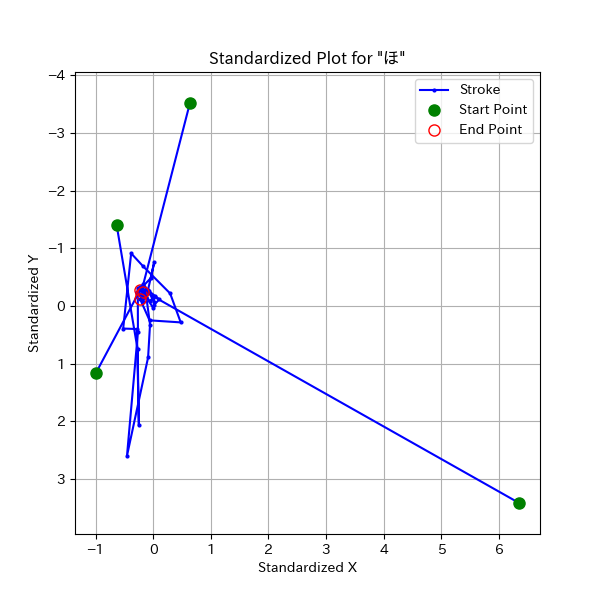 Standardized Plot for "ほ"
Stroke
Start Point
End Point
−4
−3
−2
−1
0
1
2
3
Standardized Y
−1 0 1 2 3 4 5 6
Standardized X